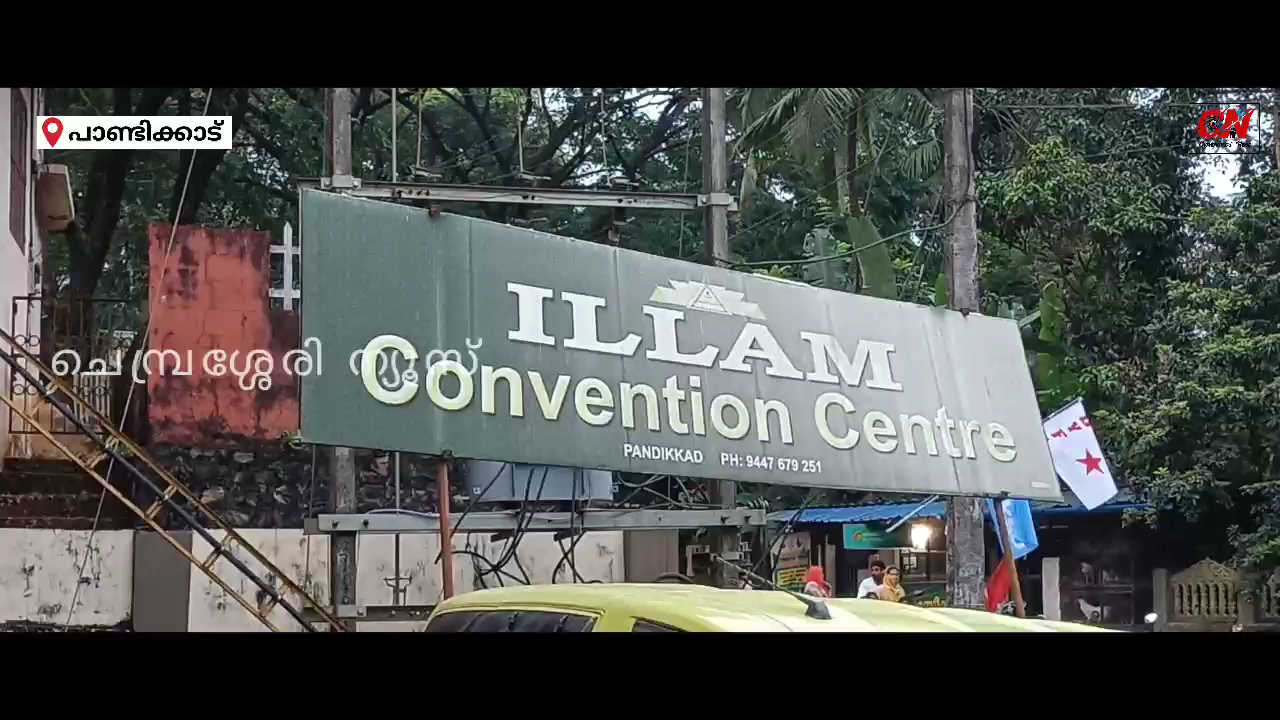 പാണ്ടിക്കാട്
CN
ILLAM
ചെമ്പ്രശ്ശേരി ന്യൂസ്
Convention Centre
PANDIKKAD PH: 9447 679 251